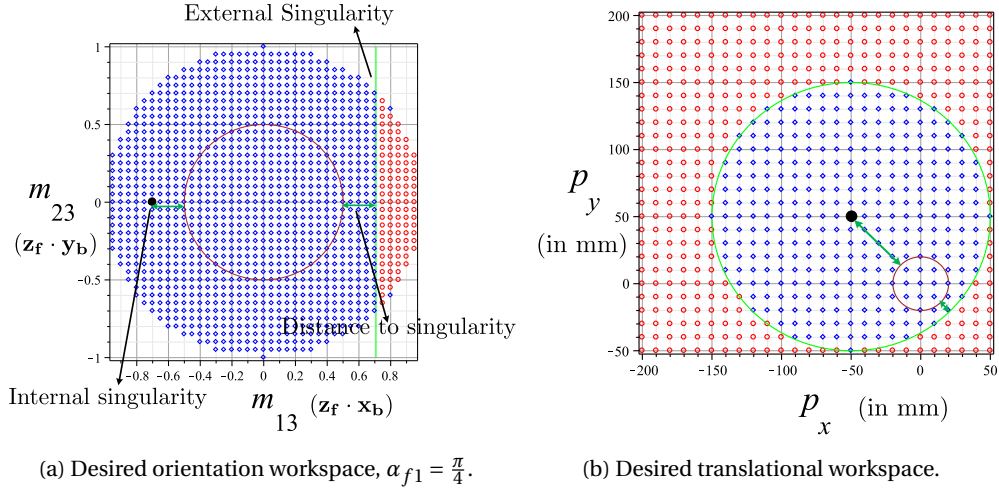 External Singularity
1
0.5
0
−0.5
−1
m
23
(z_f · y_b)
−0.8 −0.6 −0.4 −0.2 0 0.2 0.4 0.6 0.8
Distance to singularity
Internal singularity
m
13
(z_f · x_b)
(a) Desired orientation workspace, α_{f1} = π/4.
200
150
100
50
0
−50
p
y
(in mm)
−200 −150 −100 −50 0 50
p
x
(in mm)
(b) Desired translational workspace.